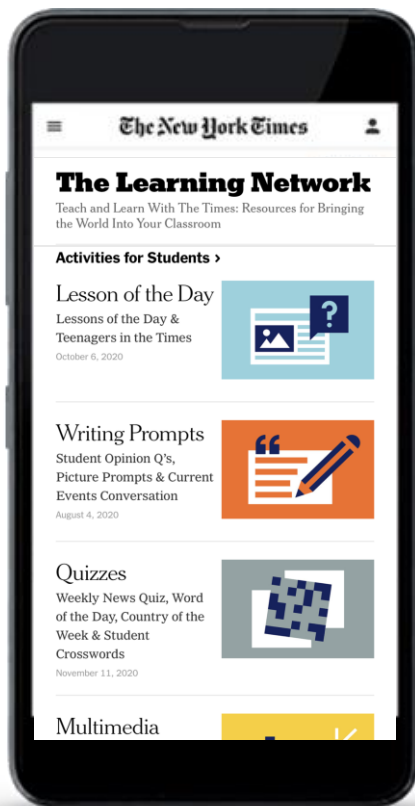 The New York Times
The Learning Network
Teach and Learn With The Times: Resources for Bringing
the World Into Your Classroom
Activities for Students ›
Lesson of the Day
Lessons of the Day &
Teenagers in the Times
October 6, 2020
?
Writing Prompts
Student Opinion Q's,
Picture Prompts & Current
Events Conversation
August 4, 2020
“
Quizzes
Weekly News Quiz, Word
of the Day, Country of the
Week & Student
Crosswords
November 11, 2020
Multimedia